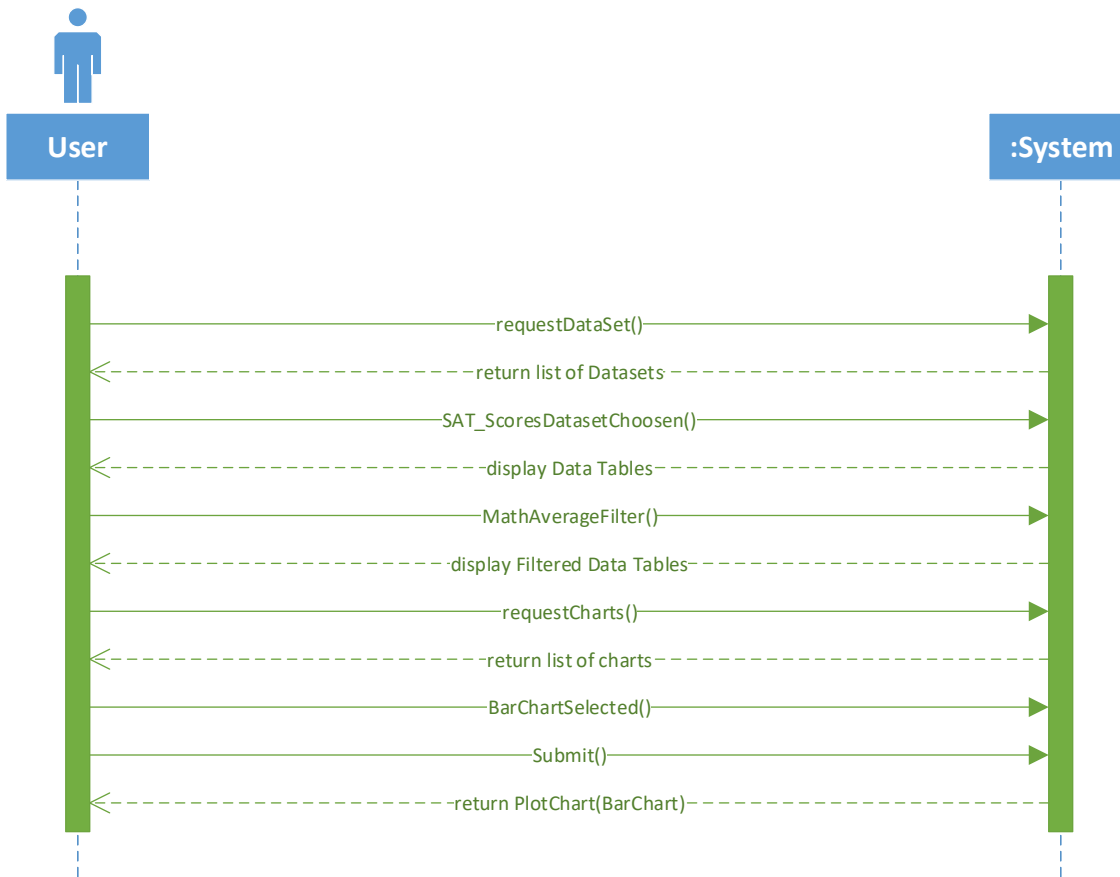 User
:System
requestDataSet()
return list of Datasets
SAT_ScoresDatasetChoosen()
display Data Tables
MathAverageFilter()
display Filtered Data Tables
requestCharts()
return list of charts
BarChartSelected()
Submit()
return PlotChart(BarChart)